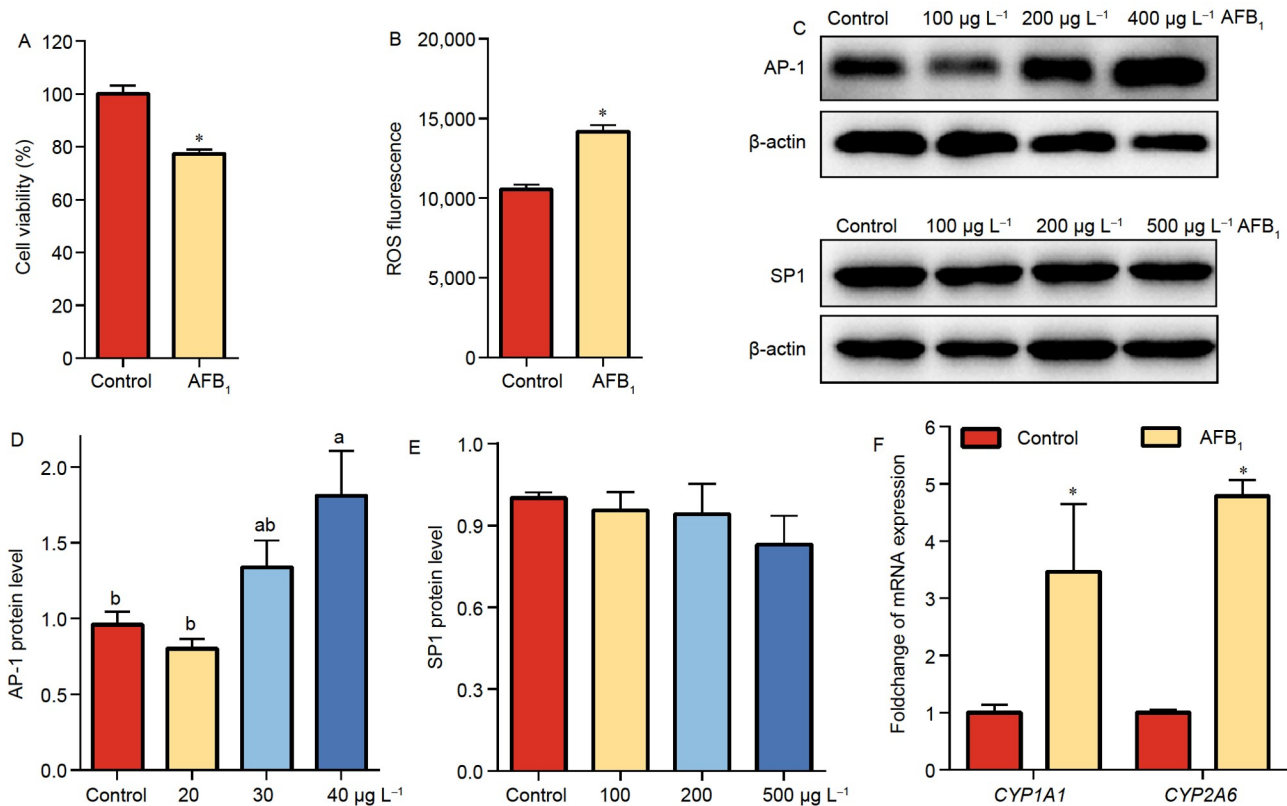 A
120
100
80
60
40
20
0
Cell viability (%)
*
Control
AFB₁
B
20,000
15,000
10,000
5,000
0
ROS fluorescence
*
Control
AFB₁
C
Control 100 µg L⁻¹ 200 µg L⁻¹ 400 µg L⁻¹ AFB₁
AP-1
β-actin
Control 100 µg L⁻¹ 200 µg L⁻¹ 500 µg L⁻¹ AFB₁
SP1
β-actin
D
2.0
1.5
1.0
0.5
0.0
AP-1 protein level
b
b
ab
a
Control 20 30 40 µg L⁻¹
E
1.0
0.9
0.6
0.3
0.0
SP1 protein level
Control 100 200 500 µg L⁻¹
F
6
5
4
3
2
1
0
Foldchange of mRNA expression
Control AFB₁
*
*
CYP1A1 CYP2A6